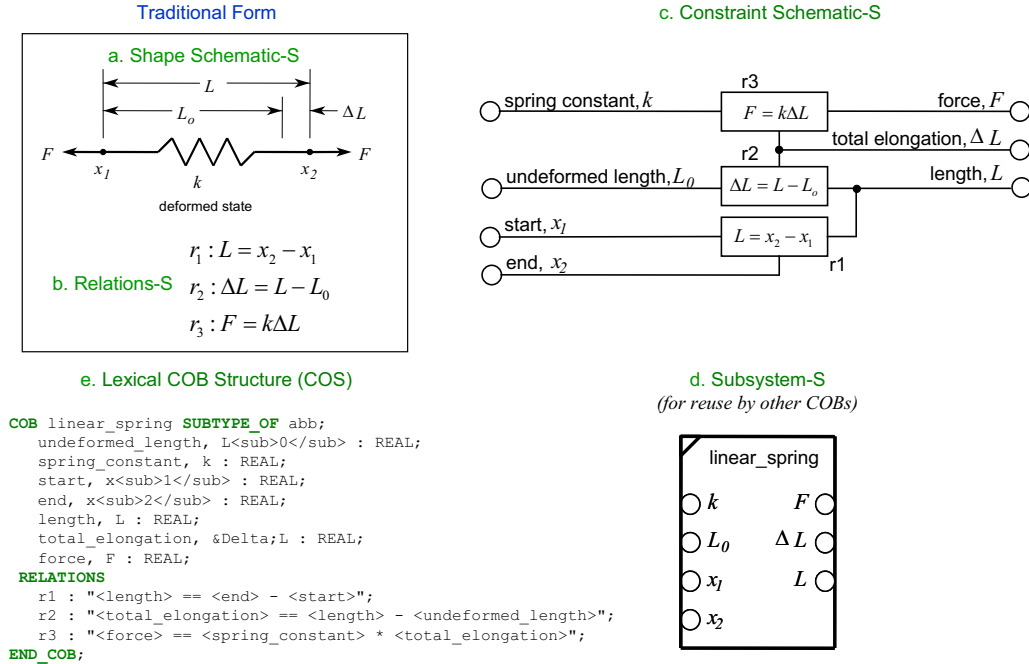 Traditional Form
a. Shape Schematic-S
L
L_o
ΔL
F
F
x_1
x_2
k
deformed state
r_1 : L = x_2 − x_1
b. Relations-S
r_2 : ΔL = L − L_0
r_3 : F = kΔL
c. Constraint Schematic-S
r3
spring constant, k
F = kΔL
force, F
total elongation, Δ L
r2
undeformed length, L_0
ΔL = L − L_o
length, L
start, x_1
L = x_2 − x_1
end, x_2
r1
e. Lexical COB Structure (COS)
COB linear_spring SUBTYPE_OF abb;
undeformed_length, L<sub>0</sub> : REAL;
spring_constant, k : REAL;
start, x<sub>1</sub> : REAL;
end, x<sub>2</sub> : REAL;
length, L : REAL;
total_elongation, &Delta;L : REAL;
force, F : REAL;
RELATIONS
r1 : "<length> == <end> - <start>";
r2 : "<total_elongation> == <length> - <undeformed_length>";
r3 : "<force> == <spring_constant> * <total_elongation>";
END_COB;
d. Subsystem-S
(for reuse by other COBs)
linear_spring
k F
L_0 Δ L
x_1 L
x_2